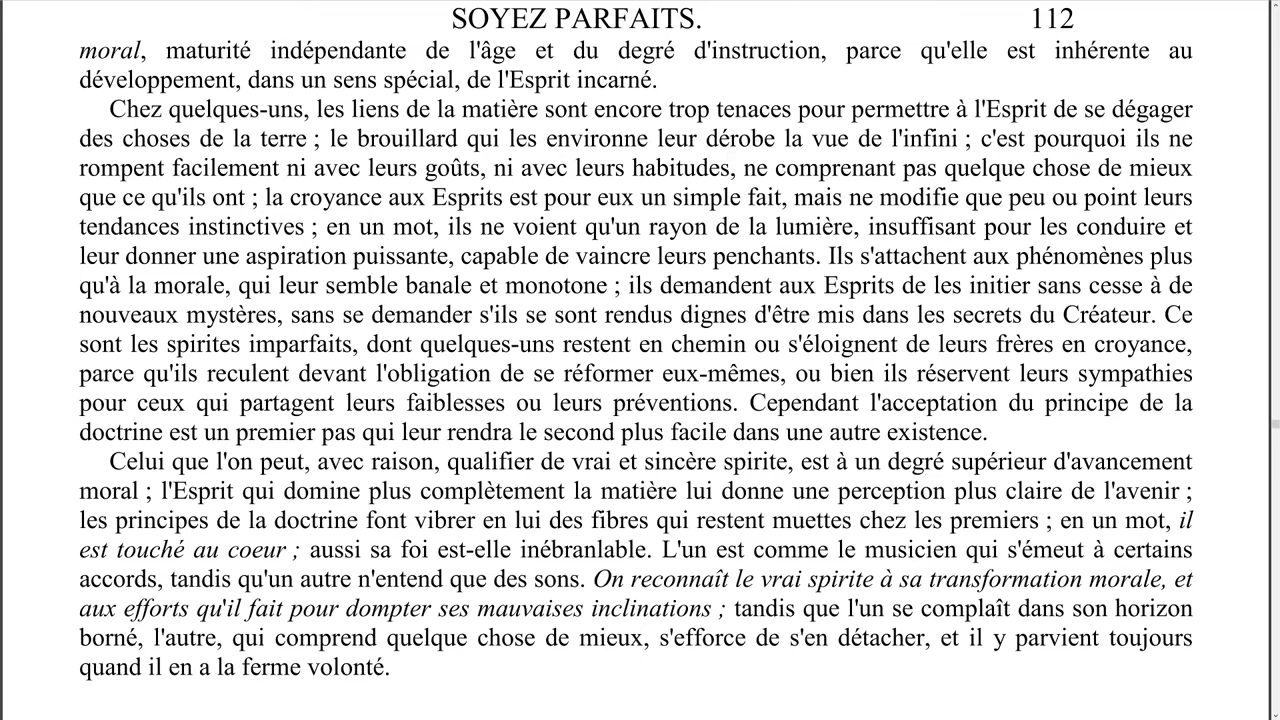 SOYEZ PARFAITS. 112
moral, maturité indépendante de l'âge et du degré d'instruction, parce qu'elle est inhérente au
développement, dans un sens spécial, de l'Esprit incarné.
Chez quelques-uns, les liens de la matière sont encore trop tenaces pour permettre à l'Esprit de se dégager
des choses de la terre ; le brouillard qui les environne leur dérobe la vue de l'infini ; c'est pourquoi ils ne
rompent facilement ni avec leurs goûts, ni avec leurs habitudes, ne comprenant pas quelque chose de mieux
que ce qu'ils ont ; la croyance aux Esprits est pour eux un simple fait, mais ne modifie que peu ou point leurs
tendances instinctives ; en un mot, ils ne voient qu'un rayon de la lumière, insuffisant pour les conduire et
leur donner une aspiration puissante, capable de vaincre leurs penchants. Ils s'attachent aux phénomènes plus
qu'à la morale, qui leur semble banale et monotone ; ils demandent aux Esprits de les initier sans cesse à de
nouveaux mystères, sans se demander s'ils se sont rendus dignes d'être mis dans les secrets du Créateur. Ce
sont les spirites imparfaits, dont quelques-uns restent en chemin ou s'éloignent de leurs frères en croyance,
parce qu'ils reculent devant l'obligation de se réformer eux-mêmes, ou bien ils réservent leurs sympathies
pour ceux qui partagent leurs faiblesses ou leurs préventions. Cependant l'acceptation du principe de la
doctrine est un premier pas qui leur rendra le second plus facile dans une autre existence.
Celui que l'on peut, avec raison, qualifier de vrai et sincère spirite, est à un degré supérieur d'avancement
moral ; l'Esprit qui domine plus complètement la matière lui donne une perception plus claire de l'avenir ;
les principes de la doctrine font vibrer en lui des fibres qui restent muettes chez les premiers ; en un mot, il
est touché au coeur ; aussi sa foi est-elle inébranlable. L'un est comme le musicien qui s'émeut à certains
accords, tandis qu'un autre n'entend que des sons. On reconnaît le vrai spirite à sa transformation morale, et
aux efforts qu'il fait pour dompter ses mauvaises inclinations ; tandis que l'un se complaît dans son horizon
borné, l'autre, qui comprend quelque chose de mieux, s'efforce de s'en détacher, et il y parvient toujours
quand il en a la ferme volonté.